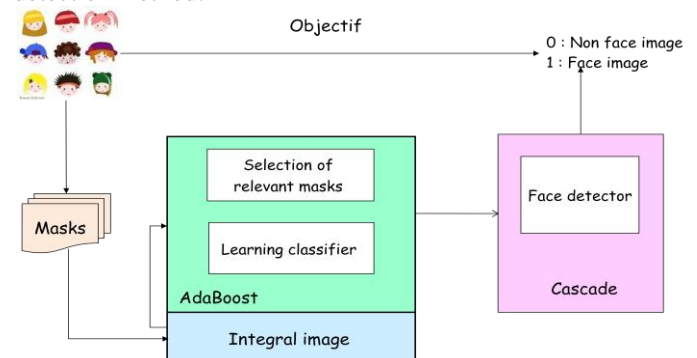 Objectif
0 : Non face image
1 : Face image
Selection of
relevant masks
Masks
Learning classifier
Face detector
AdaBoost
Cascade
Integral image